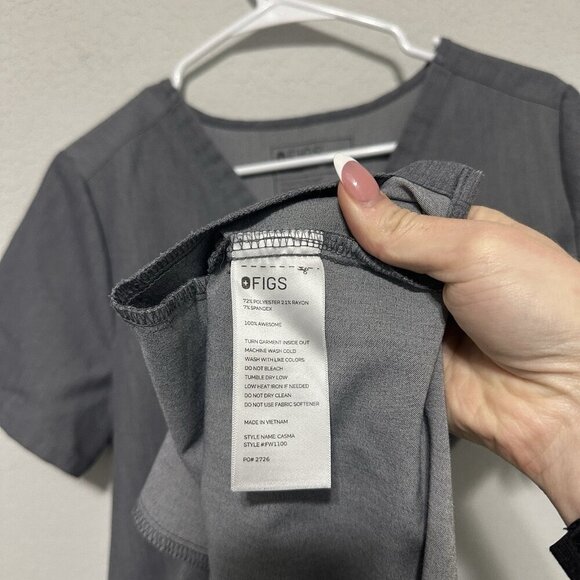 FIGS
FIGS
72% POLYESTER 21% RAYON
7% SPANDEX
100% AWESOME
TURN GARMENT INSIDE OUT
MACHINE WASH COLD
WASH WITH LIKE COLORS
DO NOT BLEACH
TUMBLE DRY LOW
LOW HEAT IRON IF NEEDED
DO NOT DRY CLEAN
DO NOT USE FABRIC SOFTENER
MADE IN VIETNAM
STYLE NAME: CASMA
STYLE #:FW1100
PO# 2726